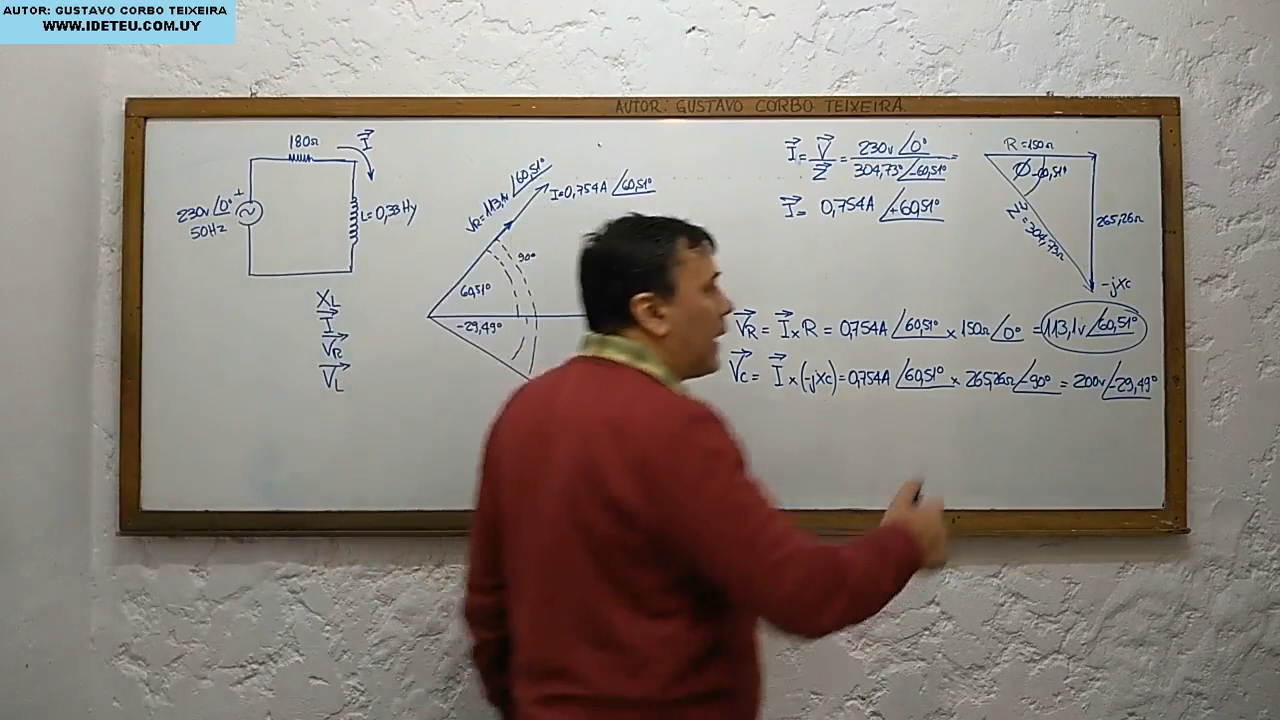 AUTOR: GUSTAVO CORBO TEIXEIRA
WWW.IDETEU.COM.UY
AUTOR: GUSTAVO CORBO TEIXEIRA.
180Ω
I
230v ∠0°
50Hz
+
L=0,33Hy
XL
I
VR
VL
VR=113,1v ∠60,51°
I=0,754A ∠60,51°
90°
60,51°
-29,49°
I = V/Z = 230v ∠0° / 304,73° ∠-60,51° =
I = 0,754A ∠+60,51°
R=150Ω
Ø-60,51°
Z=304,73Ω
265,26Ω
-jXc
VR = I x R = 0,754A ∠60,51° x 150Ω ∠0° = 113,1v ∠60,51°
VC = I x (-jXc) = 0,754A ∠60,51° x 265,26Ω ∠-90° = 200v ∠-29,49°